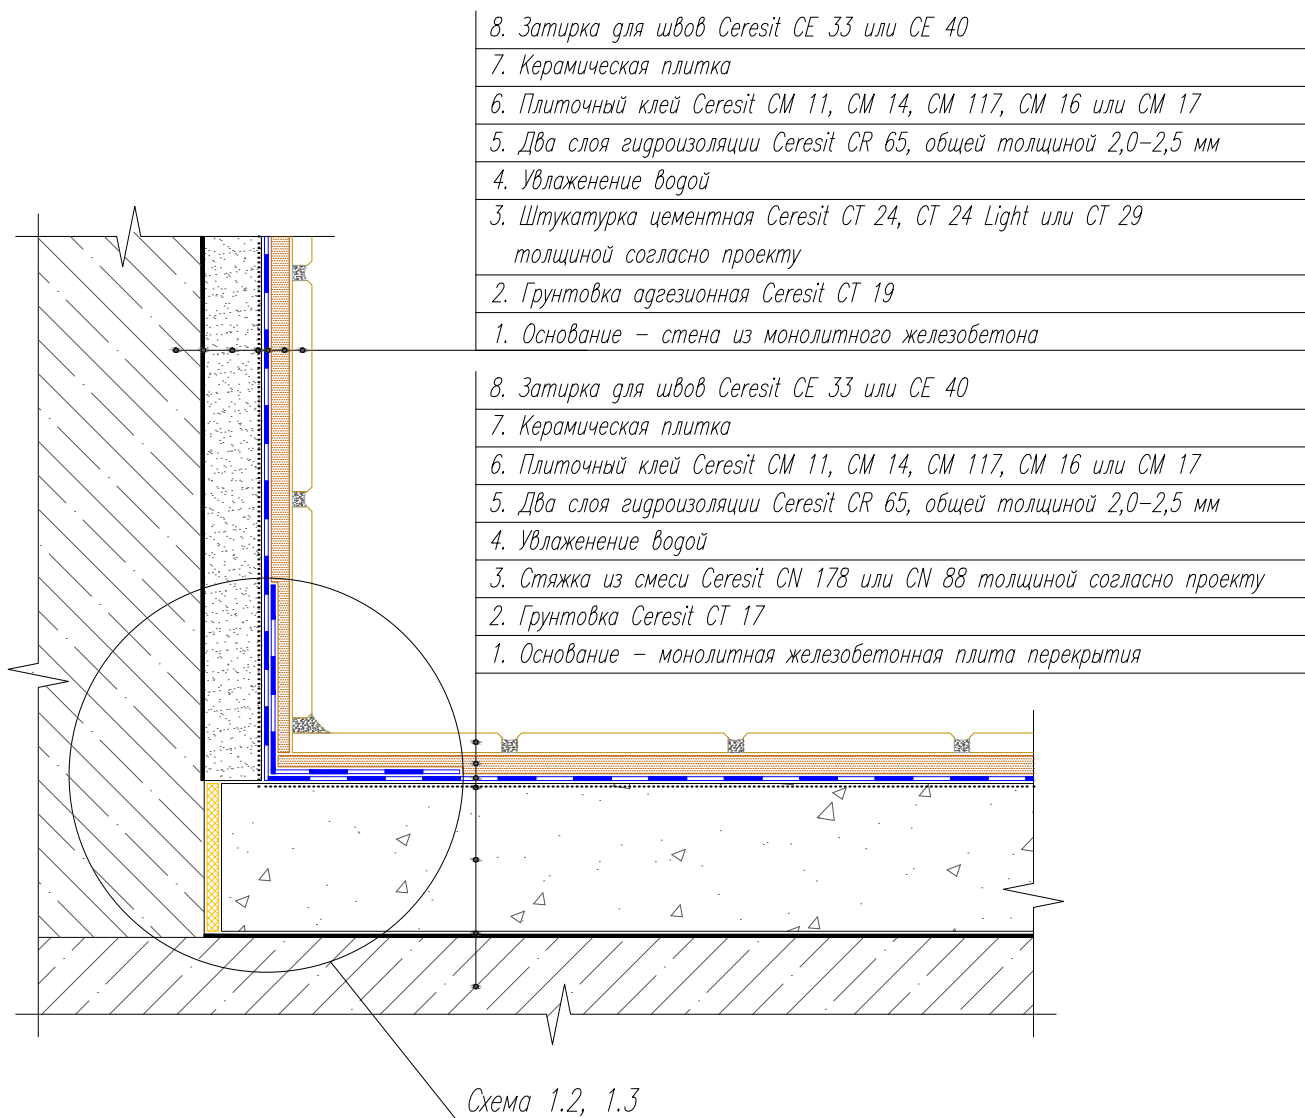 8. Затирка для швов Ceresit CE 33 или CE 40
7. Керамическая плитка
6. Плиточный клей Ceresit CM 11, CM 14, CM 117, CM 16 или CM 17
5. Два слоя гидроизоляции Ceresit CR 65, общей толщиной 2,0-2,5 мм
4. Увлаженение водой
3. Штукатурка цементная Ceresit CT 24, CT 24 Light или CT 29
толщиной согласно проекту
2. Грунтовка адгезионная Ceresit CT 19
1. Основание - стена из монолитного железобетона
8. Затирка для швов Ceresit CE 33 или CE 40
7. Керамическая плитка
6. Плиточный клей Ceresit CM 11, CM 14, CM 117, CM 16 или CM 17
5. Два слоя гидроизоляции Ceresit CR 65, общей толщиной 2,0-2,5 мм
4. Увлаженение водой
3. Стяжка из смеси Ceresit CN 178 или CN 88 толщиной согласно проекту
2. Грунтовка Ceresit CT 17
1. Основание - монолитная железобетонная плита перекрытия
Схема 1.2, 1.3